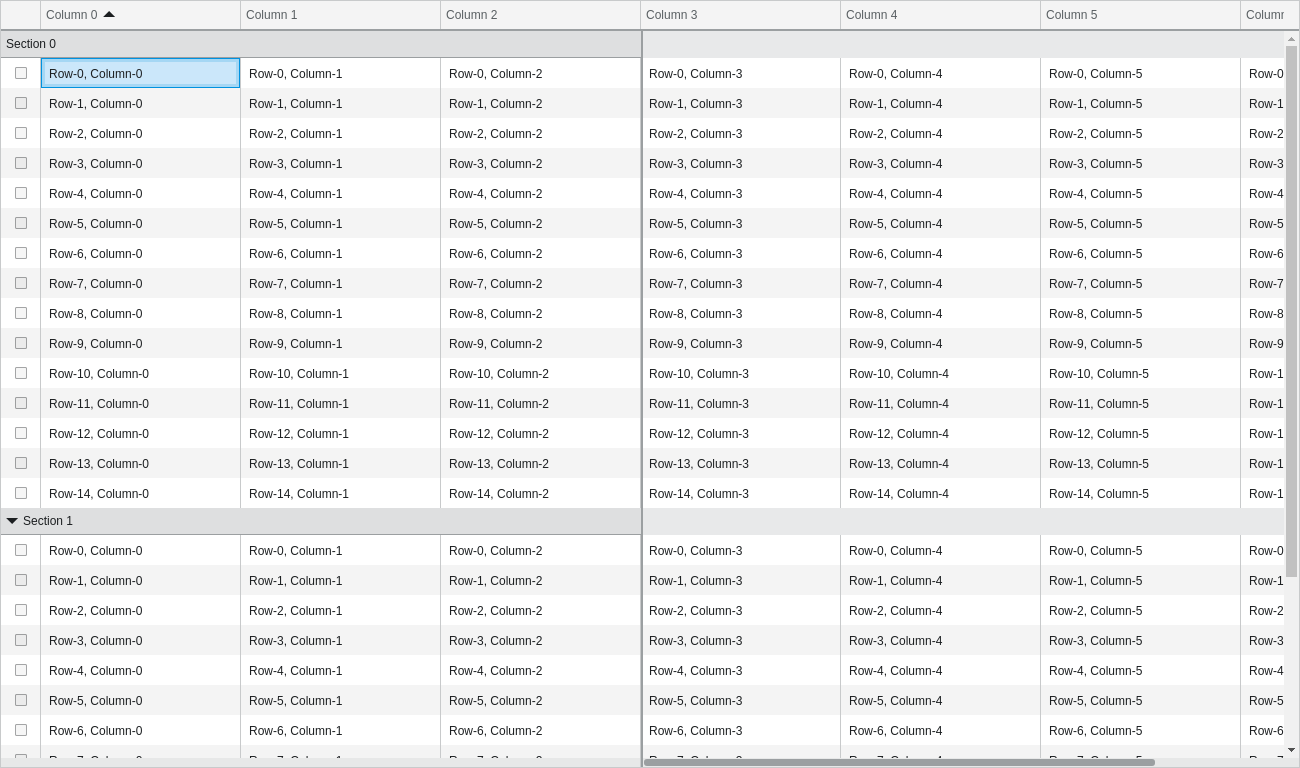 Column 0 Column 1 Column 2 Column 3 Column 4 Column 5 Colum
Section 0
Row-0, Column-0 Row-0, Column-1 Row-0, Column-2 Row-0, Column-3 Row-0, Column-4 Row-0, Column-5 Row-0
Row-1, Column-0 Row-1, Column-1 Row-1, Column-2 Row-1, Column-3 Row-1, Column-4 Row-1, Column-5 Row-1
Row-2, Column-0 Row-2, Column-1 Row-2, Column-2 Row-2, Column-3 Row-2, Column-4 Row-2, Column-5 Row-2
Row-3, Column-0 Row-3, Column-1 Row-3, Column-2 Row-3, Column-3 Row-3, Column-4 Row-3, Column-5 Row-3
Row-4, Column-0 Row-4, Column-1 Row-4, Column-2 Row-4, Column-3 Row-4, Column-4 Row-4, Column-5 Row-4
Row-5, Column-0 Row-5, Column-1 Row-5, Column-2 Row-5, Column-3 Row-5, Column-4 Row-5, Column-5 Row-5
Row-6, Column-0 Row-6, Column-1 Row-6, Column-2 Row-6, Column-3 Row-6, Column-4 Row-6, Column-5 Row-6
Row-7, Column-0 Row-7, Column-1 Row-7, Column-2 Row-7, Column-3 Row-7, Column-4 Row-7, Column-5 Row-7
Row-8, Column-0 Row-8, Column-1 Row-8, Column-2 Row-8, Column-3 Row-8, Column-4 Row-8, Column-5 Row-8
Row-9, Column-0 Row-9, Column-1 Row-9, Column-2 Row-9, Column-3 Row-9, Column-4 Row-9, Column-5 Row-9
Row-10, Column-0 Row-10, Column-1 Row-10, Column-2 Row-10, Column-3 Row-10, Column-4 Row-10, Column-5 Row-1
Row-11, Column-0 Row-11, Column-1 Row-11, Column-2 Row-11, Column-3 Row-11, Column-4 Row-11, Column-5 Row-1
Row-12, Column-0 Row-12, Column-1 Row-12, Column-2 Row-12, Column-3 Row-12, Column-4 Row-12, Column-5 Row-1
Row-13, Column-0 Row-13, Column-1 Row-13, Column-2 Row-13, Column-3 Row-13, Column-4 Row-13, Column-5 Row-1
Row-14, Column-0 Row-14, Column-1 Row-14, Column-2 Row-14, Column-3 Row-14, Column-4 Row-14, Column-5 Row-1
Section 1
Row-0, Column-0 Row-0, Column-1 Row-0, Column-2 Row-0, Column-3 Row-0, Column-4 Row-0, Column-5 Row-0
Row-1, Column-0 Row-1, Column-1 Row-1, Column-2 Row-1, Column-3 Row-1, Column-4 Row-1, Column-5 Row-1
Row-2, Column-0 Row-2, Column-1 Row-2, Column-2 Row-2, Column-3 Row-2, Column-4 Row-2, Column-5 Row-2
Row-3, Column-0 Row-3, Column-1 Row-3, Column-2 Row-3, Column-3 Row-3, Column-4 Row-3, Column-5 Row-3
Row-4, Column-0 Row-4, Column-1 Row-4, Column-2 Row-4, Column-3 Row-4, Column-4 Row-4, Column-5 Row-4
Row-5, Column-0 Row-5, Column-1 Row-5, Column-2 Row-5, Column-3 Row-5, Column-4 Row-5, Column-5 Row-5
Row-6, Column-0 Row-6, Column-1 Row-6, Column-2 Row-6, Column-3 Row-6, Column-4 Row-6, Column-5 Row-6